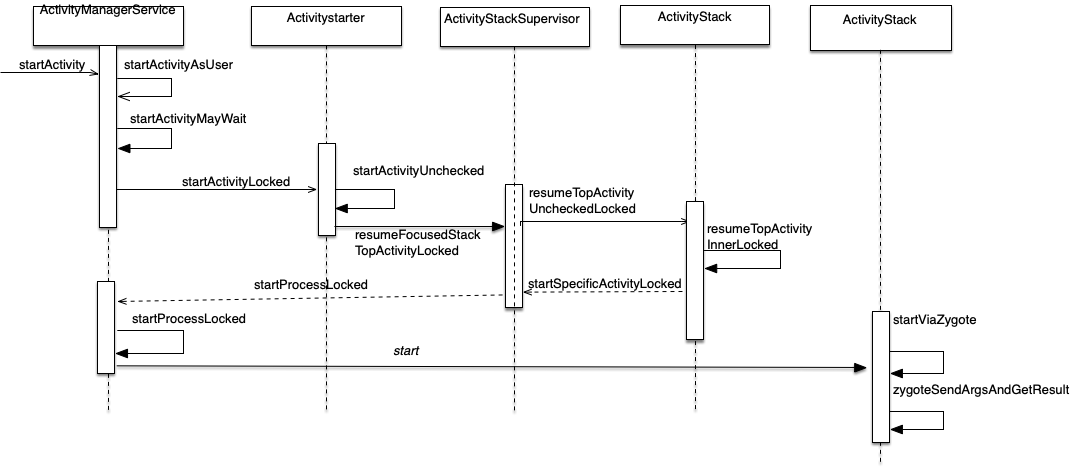 ActivityManagerService
Activitystarter
ActivityStackSupervisor
ActivityStack
ActivityStack
startActivity
startActivityAsUser
startActivityMayWait
startActivityLocked
startActivityUnchecked
resumeFocusedStack
TopActivityLocked
resumeTopActivity
UncheckedLocked
resumeTopActivity
InnerLocked
startSpecificActivityLocked
startProcessLocked
startProcessLocked
start
startViaZygote
zygoteSendArgsAndGetResult